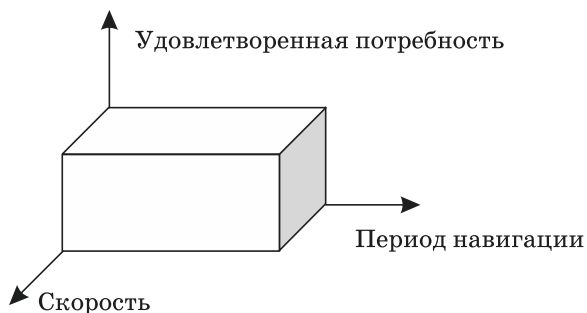 Удовлетворенная потребность
Период навигации
Скорость